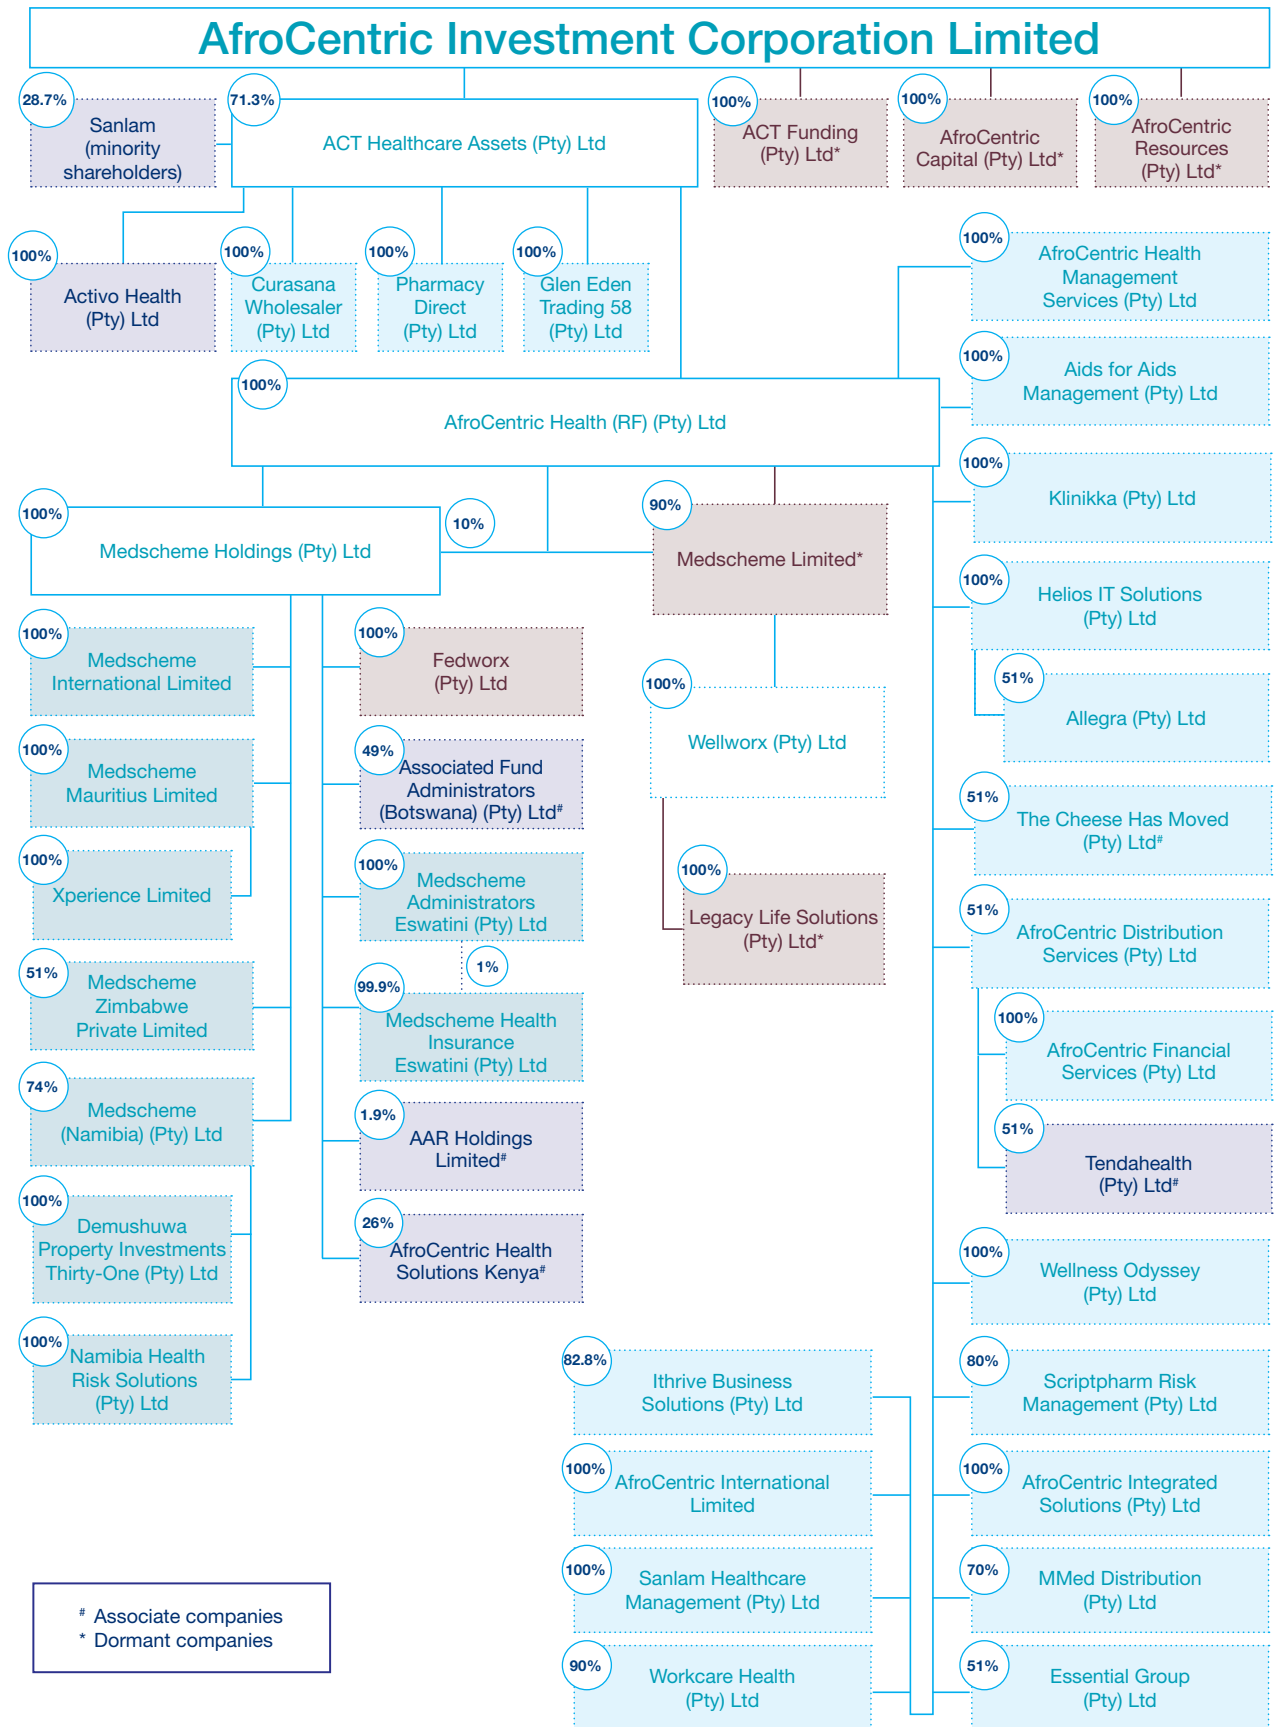 AfroCentric Investment Corporation Limited
28.7%
Sanlam
(minority
shareholders)
71.3%
ACT Healthcare Assets (Pty) Ltd
100%
ACT Funding
(Pty) Ltd*
100%
AfroCentric
Capital (Pty) Ltd*
100%
AfroCentric
Resources
(Pty) Ltd*
100%
Activo Health
(Pty) Ltd
100%
Curasana
Wholesaler
(Pty) Ltd
100%
Pharmacy
Direct
(Pty) Ltd
100%
Glen Eden
Trading 58
(Pty) Ltd
100%
AfroCentric Health
Management
Services (Pty) Ltd
100%
Aids for Aids
Management (Pty) Ltd
100%
AfroCentric Health (RF) (Pty) Ltd
100%
Klinikka (Pty) Ltd
100%
Medscheme Holdings (Pty) Ltd
10%
90%
Medscheme Limited*
100%
Helios IT Solutions
(Pty) Ltd
51%
Allegra (Pty) Ltd
100%
Medscheme
International Limited
100%
Fedworx
(Pty) Ltd
100%
Wellworx (Pty) Ltd
100%
Medscheme
Mauritius Limited
49%
Associated Fund
Administrators
(Botswana) (Pty) Ltd#
51%
The Cheese Has Moved
(Pty) Ltd#
100%
Xperience Limited
100%
Medscheme
Administrators
Eswatini (Pty) Ltd
1%
100%
Legacy Life Solutions
(Pty) Ltd*
51%
AfroCentric Distribution
Services (Pty) Ltd
51%
Medscheme
Zimbabwe
Private Limited
99.9%
Medscheme Health
Insurance
Eswatini (Pty) Ltd
100%
AfroCentric Financial
Services (Pty) Ltd
74%
Medscheme
(Namibia) (Pty) Ltd
1.9%
AAR Holdings
Limited#
51%
Tendahealth
(Pty) Ltd#
100%
Demushuwa
Property Investments
Thirty-One (Pty) Ltd
26%
AfroCentric Health
Solutions Kenya#
100%
Wellness Odyssey
(Pty) Ltd
100%
Namibia Health
Risk Solutions
(Pty) Ltd
82.8%
Ithrive Business
Solutions (Pty) Ltd
80%
Scriptpharm Risk
Management (Pty) Ltd
100%
AfroCentric International
Limited
100%
AfroCentric Integrated
Solutions (Pty) Ltd
100%
Sanlam Healthcare
Management (Pty) Ltd
70%
MMed Distribution
(Pty) Ltd
90%
Workcare Health
(Pty) Ltd
51%
Essential Group
(Pty) Ltd
# Associate companies
* Dormant companies